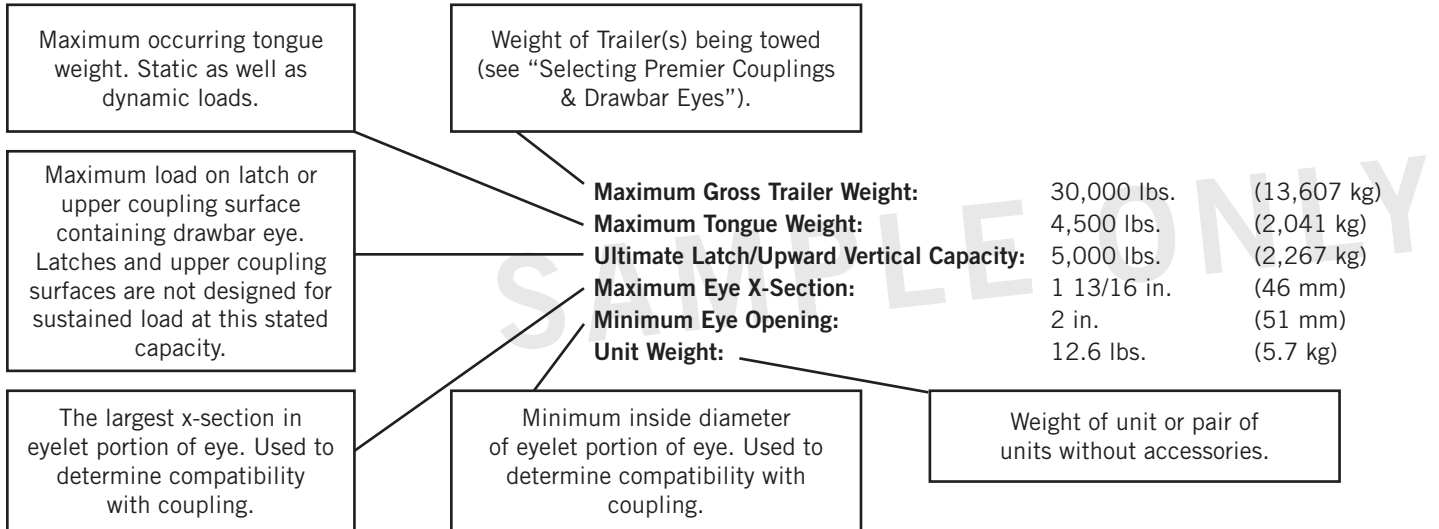 Maximum occurring tongue
weight. Static as well as
dynamic loads.
Weight of Trailer(s) being towed
(see “Selecting Premier Couplings
& Drawbar Eyes”).
Maximum load on latch or
upper coupling surface
containing drawbar eye.
Latches and upper coupling
surfaces are not designed for
sustained load at this stated
capacity.
Maximum Gross Trailer Weight: 30,000 lbs. (13,607 kg)
Maximum Tongue Weight: 4,500 lbs. (2,041 kg)
Ultimate Latch/Upward Vertical Capacity: 5,000 lbs. (2,267 kg)
Maximum Eye X-Section: 1 13/16 in. (46 mm)
Minimum Eye Opening: 2 in. (51 mm)
Unit Weight: 12.6 lbs. (5.7 kg)
SAMPLE ONLY
The largest x-section in
eyelet portion of eye. Used to
determine compatibility
with coupling.
Minimum inside diameter
of eyelet portion of eye. Used to
determine compatibility with
coupling.
Weight of unit or pair of
units without accessories.